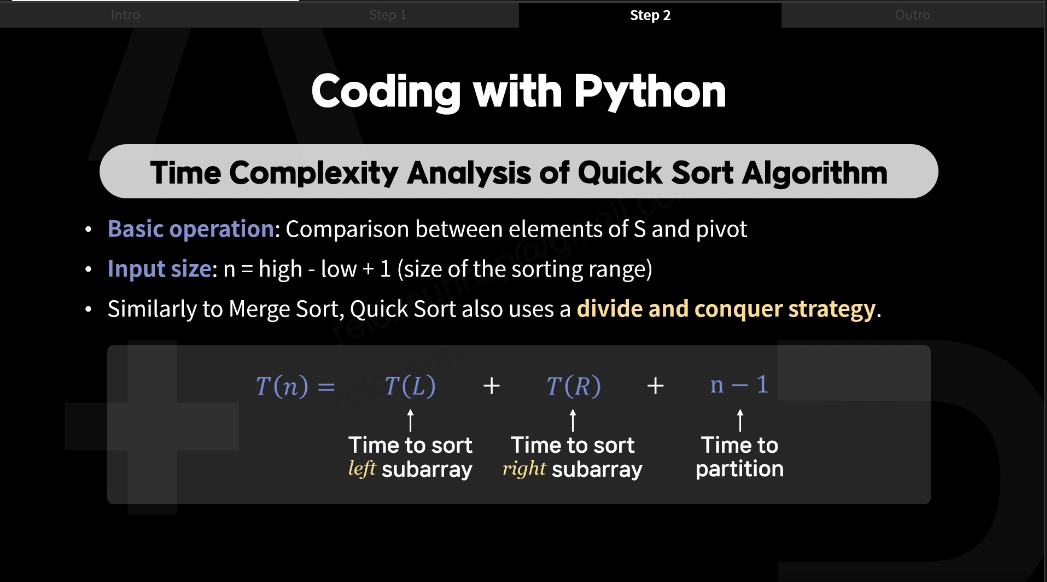 Intro
Step 1
Step 2
Outro
Coding with Python
Time Complexity Analysis of Quick Sort Algorithm
• Basic operation: Comparison between elements of S and pivot
• Input size: n = high - low + 1 (size of the sorting range)
• Similarly to Merge Sort, Quick Sort also uses a divide and conquer strategy.
T(n) = T(L) + T(R) + n − 1
Time to sort
left subarray
Time to sort
right subarray
Time to
partition